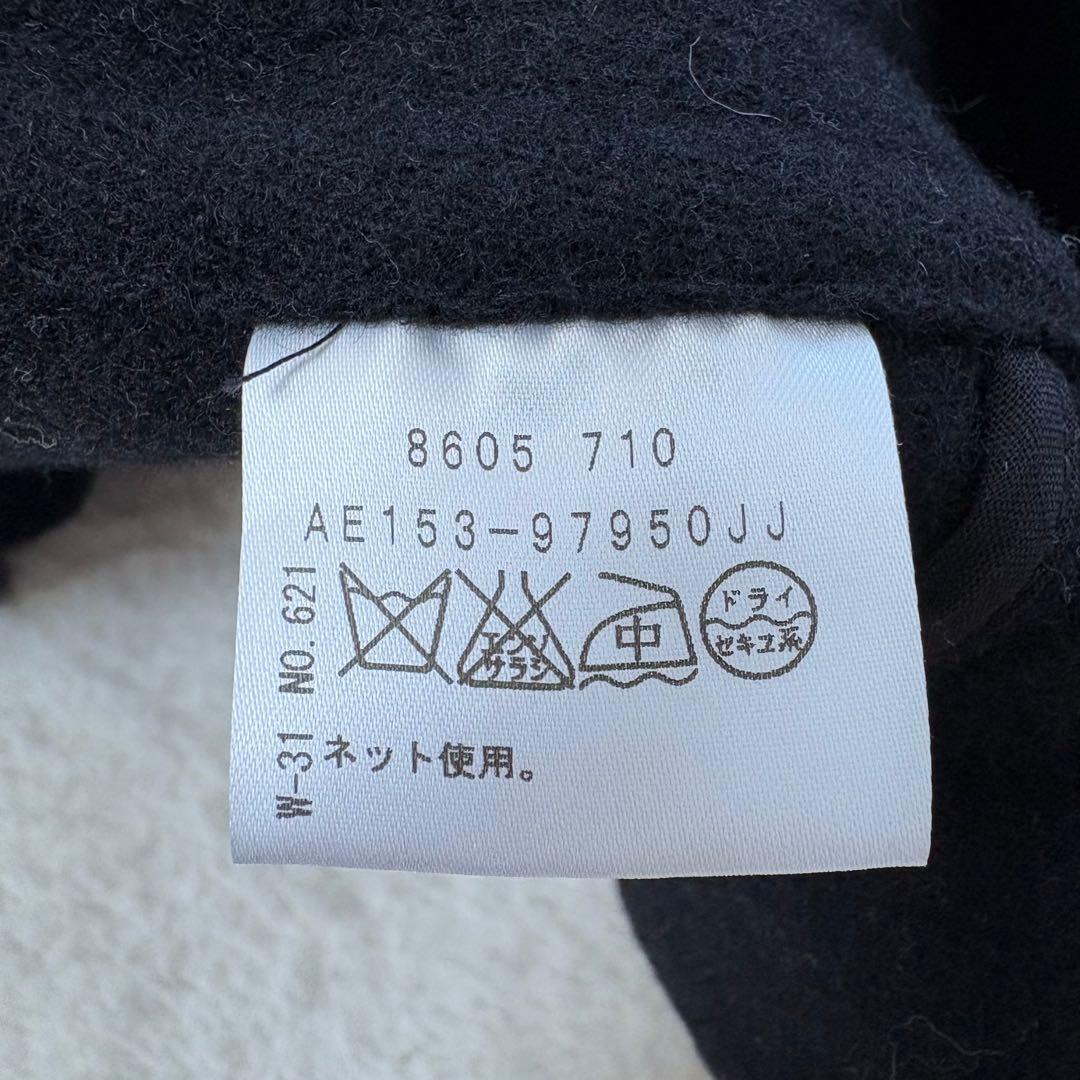 8605 710
AE153-97950JJ
エンソ
サラシ
中
ドライ
セキユ系
ネット使用。
W-31 NO.621